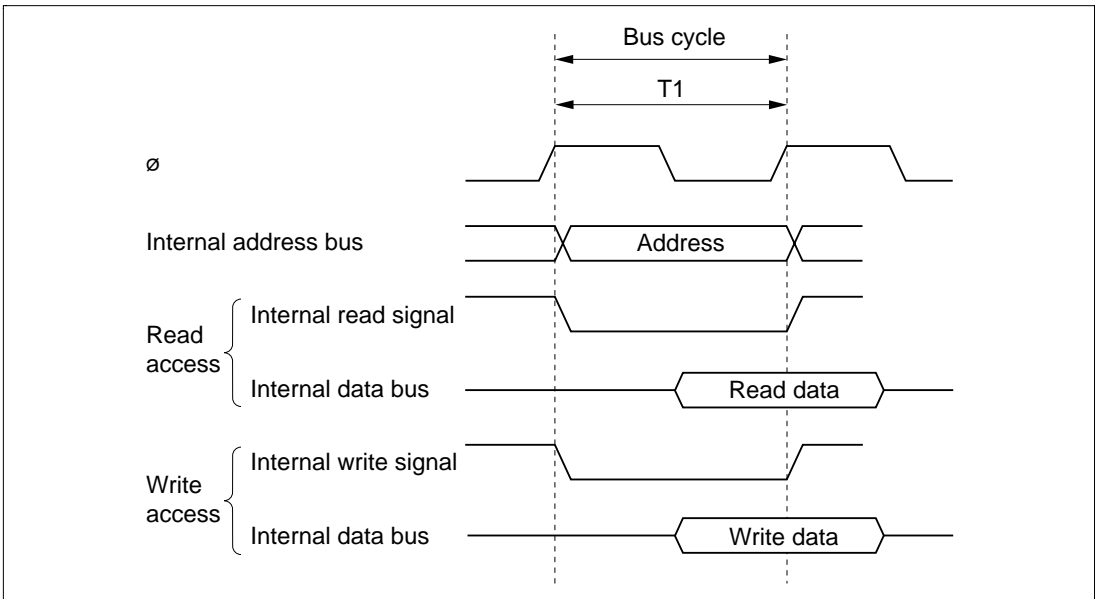 Bus cycle
T1
ø
Internal address bus
Address
Read
access
Internal read signal
Internal data bus
Read data
Write
access
Internal write signal
Internal data bus
Write data